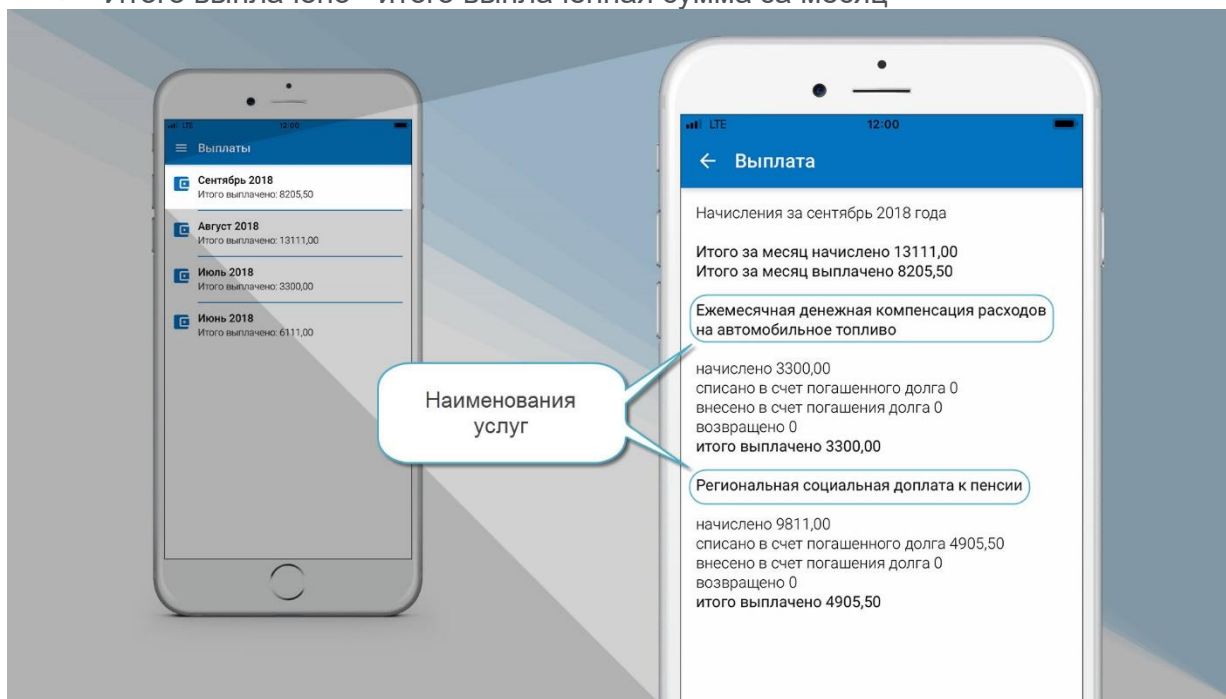 Итого выплачено - итого выплаченная сумма за месяц
LTE 12:00
Выплаты
Сентябрь 2018
Итого выплачено: 8205,50
Август 2018
Итого выплачено: 13111,00
Июль 2018
Итого выплачено: 3300,00
Июнь 2018
Итого выплачено: 6111,00
Наименования
услуг
LTE 12:00
Выплата
Начисления за сентябрь 2018 года
Итого за месяц начислено 13111,00
Итого за месяц выплачено 8205,50
Ежемесячная денежная компенсация расходов
на автомобильное топливо
начислено 3300,00
списано в счет погашенного долга 0
внесено в счет погашения долга 0
возвращено 0
итого выплачено 3300,00
Региональная социальная доплата к пенсии
начислено 9811,00
списано в счет погашенного долга 4905,50
внесено в счет погашения долга 0
возвращено 0
итого выплачено 4905,50